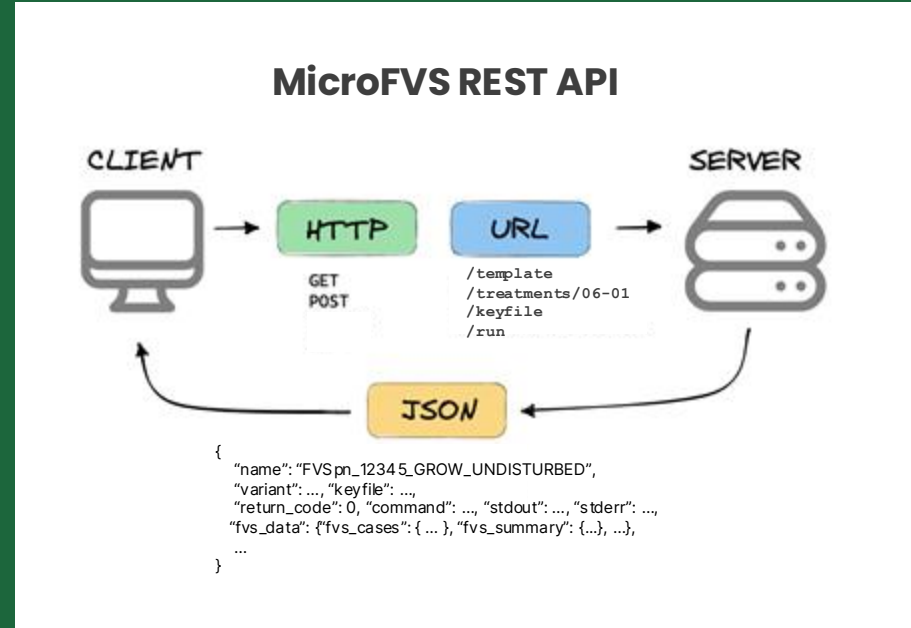 MicroFVS REST API
CLIENT
SERVER
HTTP
URL
GET
POST
/template
/treatments/06-01
/keyfile
/run
JSON
{
“name”: “FVSpn_12345_GROW_UNDISTURBED”,
“variant”: ..., “keyfile”: ...,
“return_code”: 0, “command”: ..., “stdout”: ..., “stderr”: ...,
“fvs_data”: {“fvs_cases”: { ... }, “fvs_summary”: {...}, ...},
...
}